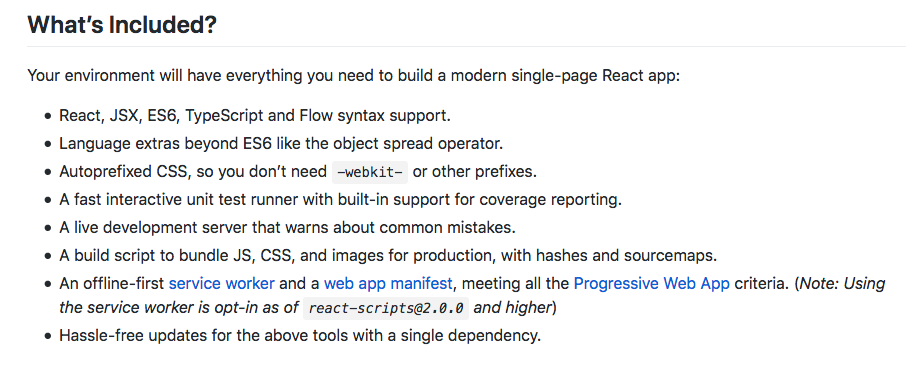 What’s Included?
Your environment will have everything you need to build a modern single-page React app:
• React, JSX, ES6, TypeScript and Flow syntax support.
• Language extras beyond ES6 like the object spread operator.
• Autoprefixed CSS, so you don’t need -webkit- or other prefixes.
• A fast interactive unit test runner with built-in support for coverage reporting.
• A live development server that warns about common mistakes.
• A build script to bundle JS, CSS, and images for production, with hashes and sourcemaps.
• An offline-first service worker and a web app manifest, meeting all the Progressive Web App criteria. (Note: Using
the service worker is opt-in as of react-scripts@2.0.0 and higher)
• Hassle-free updates for the above tools with a single dependency.